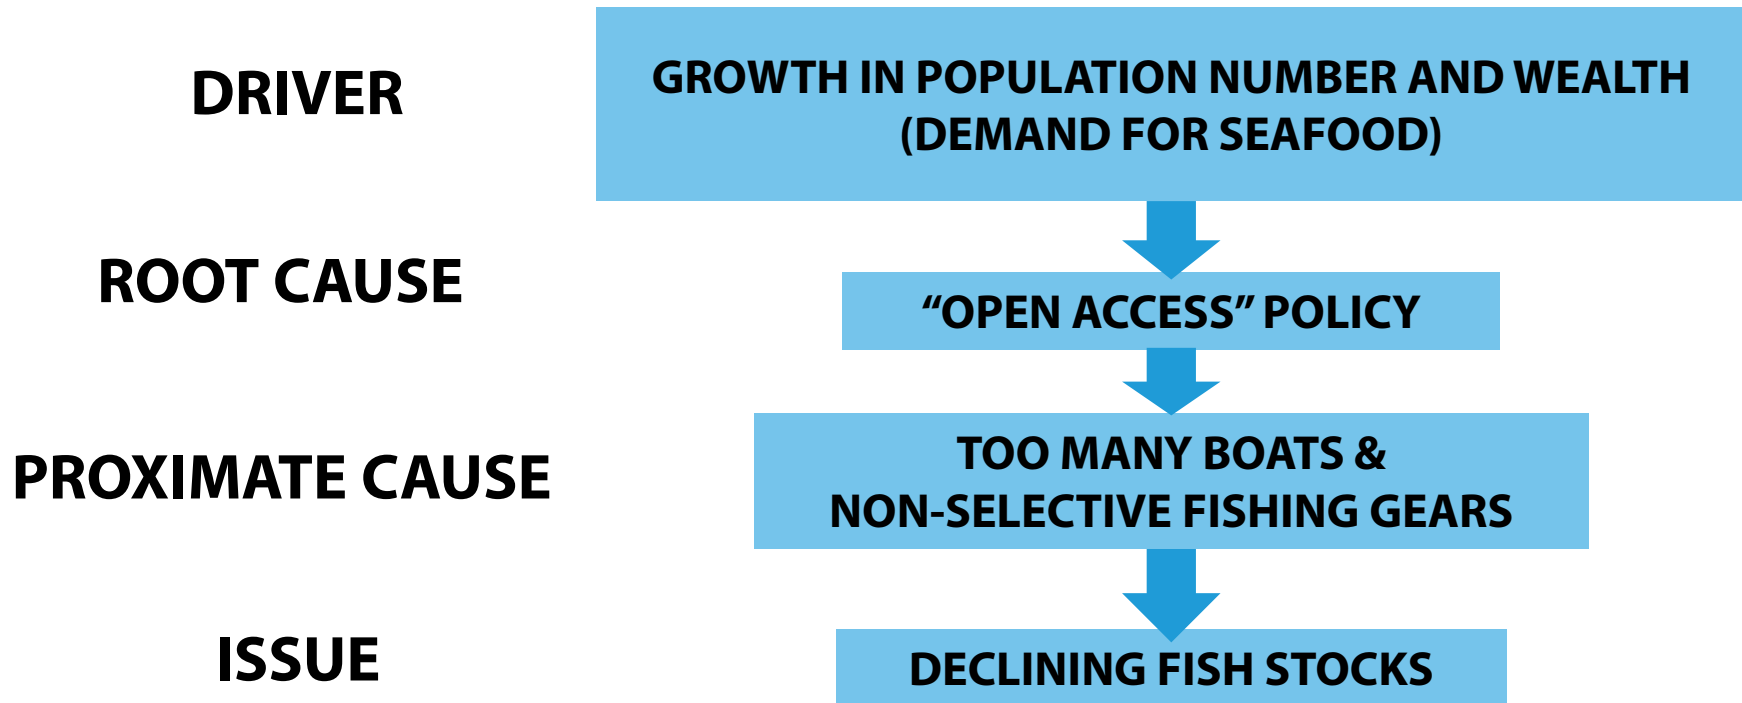 DRIVER
GROWTH IN POPULATION NUMBER AND WEALTH
(DEMAND FOR SEAFOOD)
ROOT CAUSE
“OPEN ACCESS” POLICY
PROXIMATE CAUSE
TOO MANY BOATS &
NON-SELECTIVE FISHING GEARS
ISSUE
DECLINING FISH STOCKS